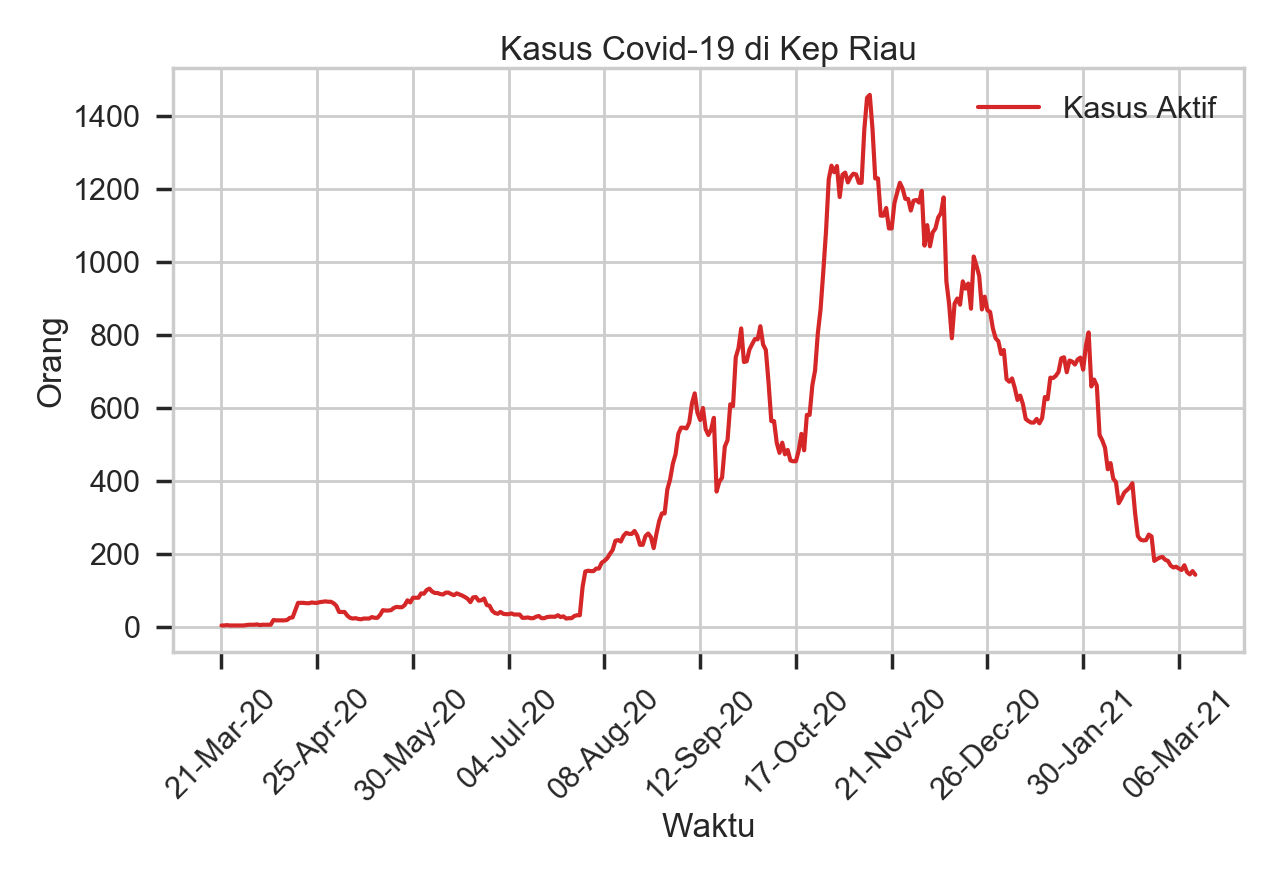 Kasus Covid-19 di Kep Riau
Kasus Aktif
Orang
1400
1200
1000
800
600
400
200
0
21-Mar-20
25-Apr-20
30-May-20
04-Jul-20
08-Aug-20
12-Sep-20
17-Oct-20
21-Nov-20
26-Dec-20
30-Jan-21
06-Mar-21
Waktu